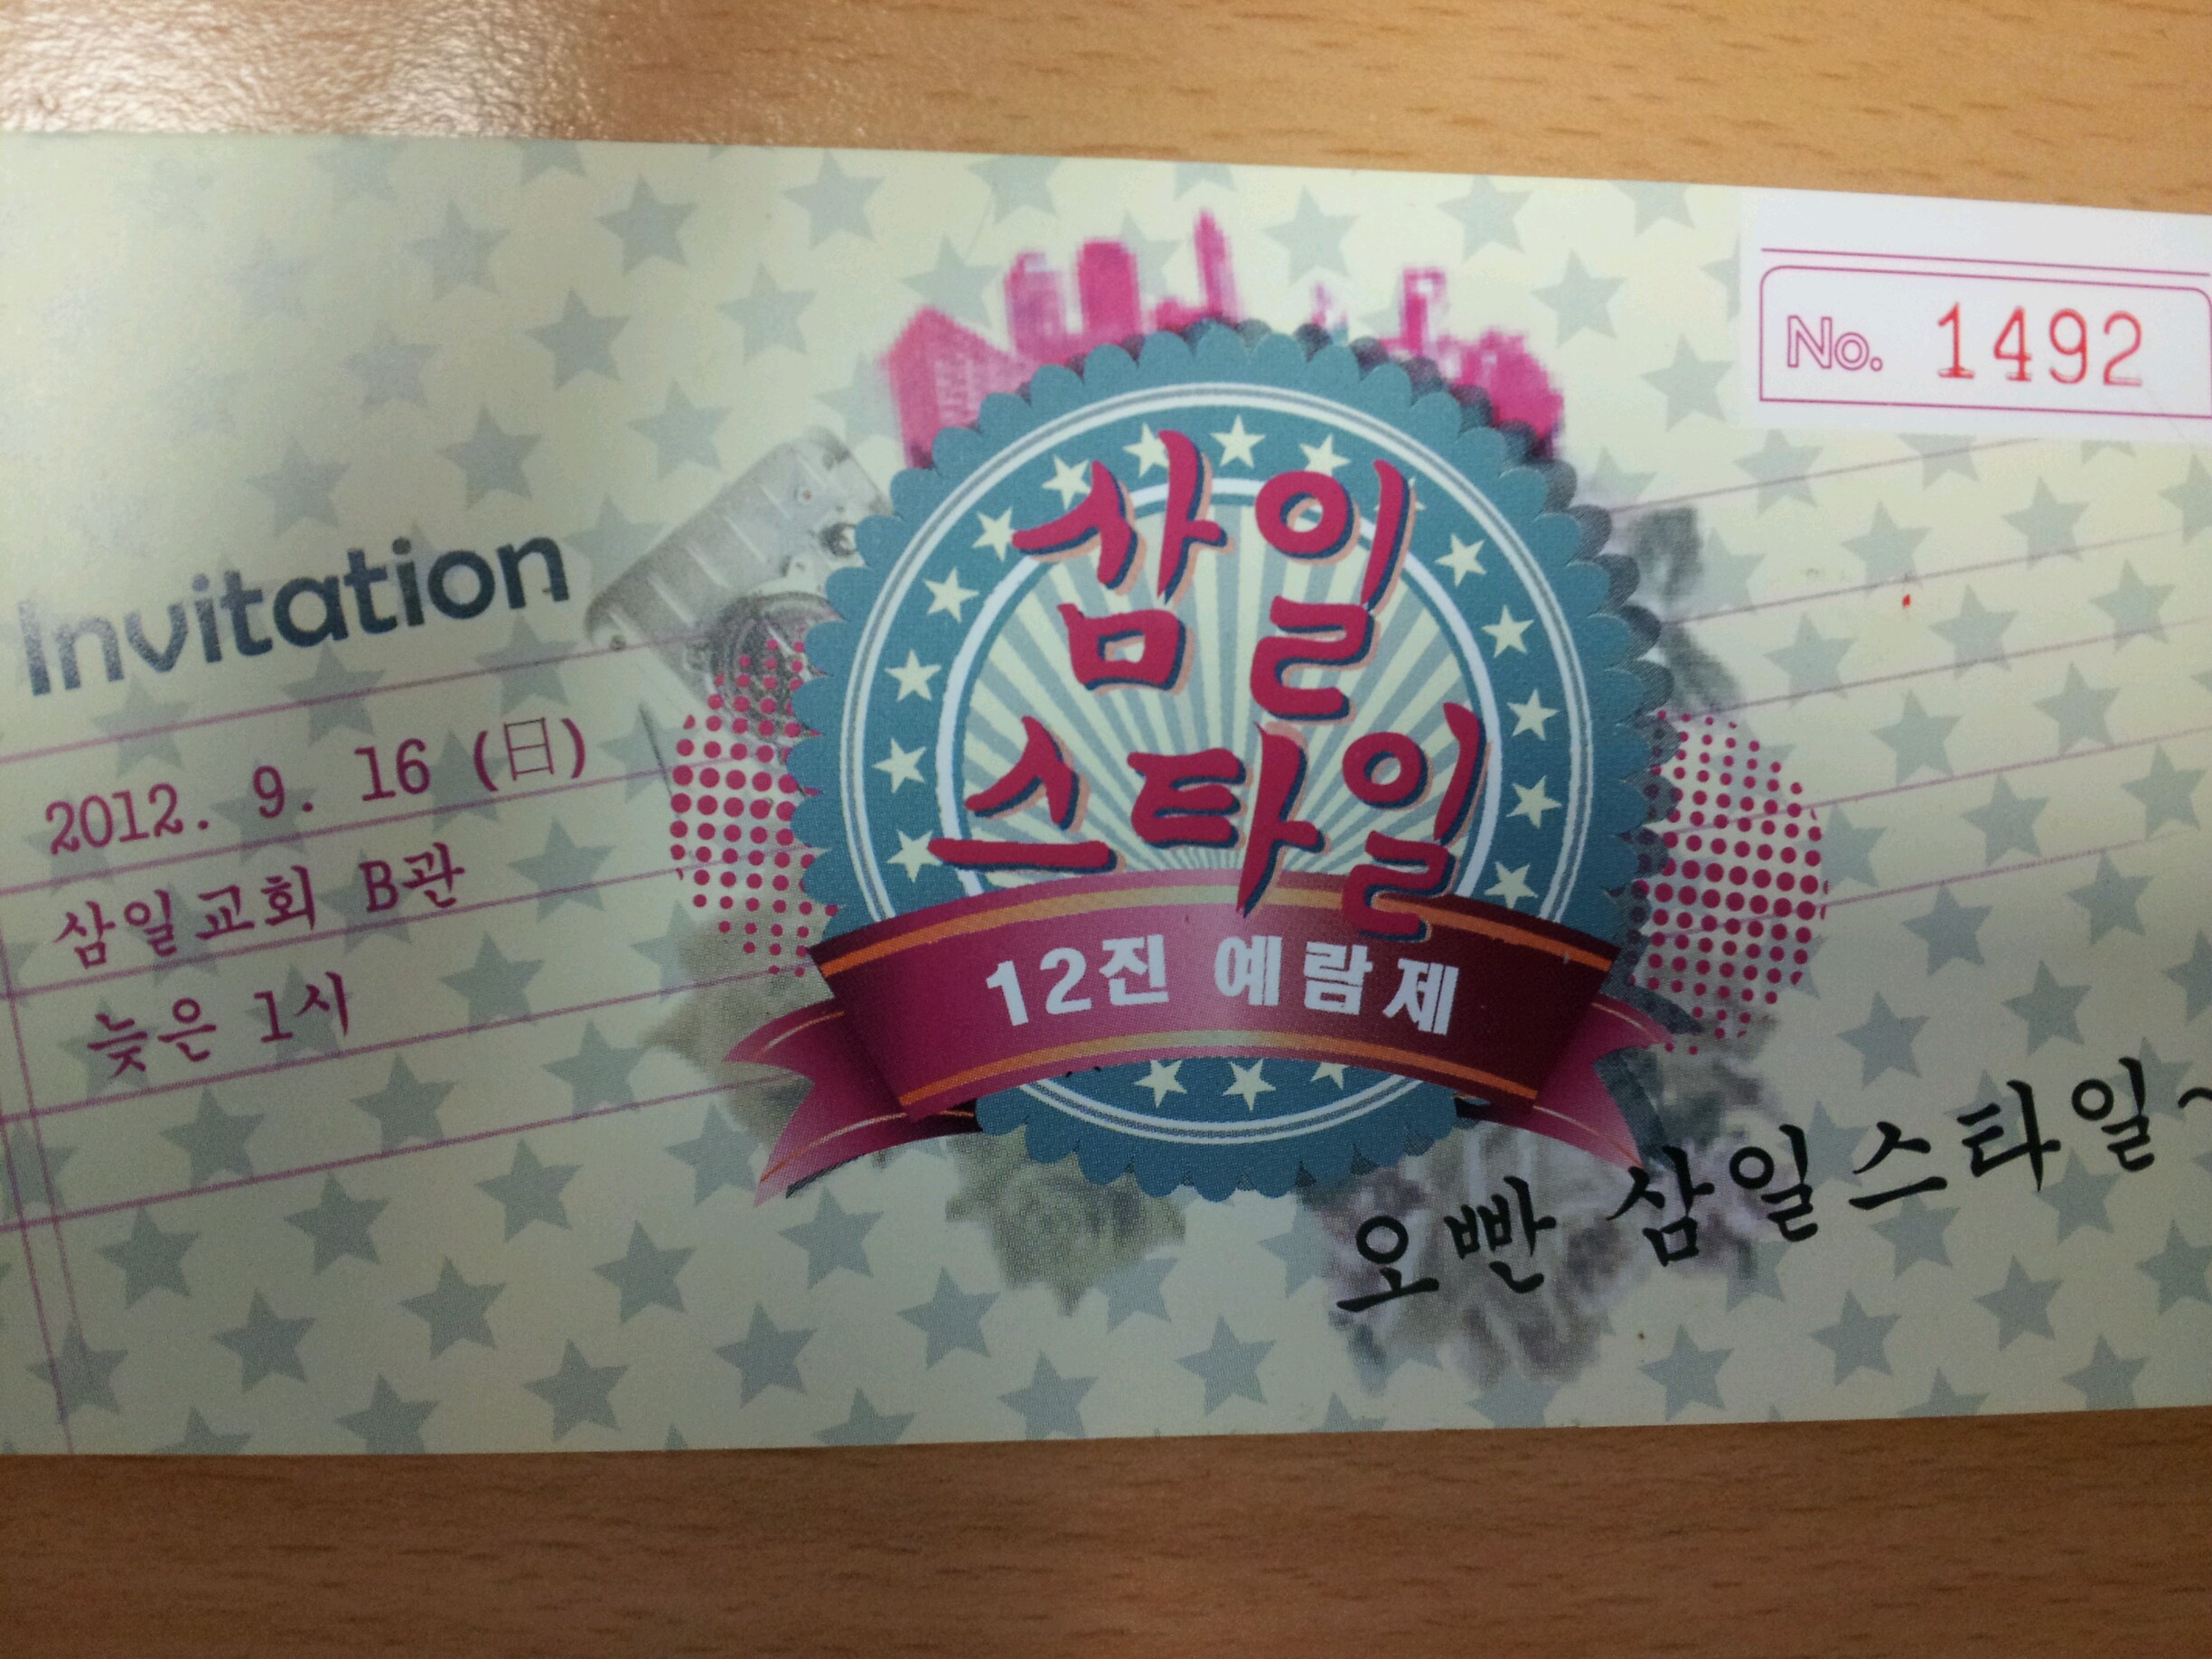 No. 1492
Invitation
2012. 9. 16 (日)
삼일교회 B관
늦은 1시
삼일
스타일
12진 예람제
오빤 삼일스타일~